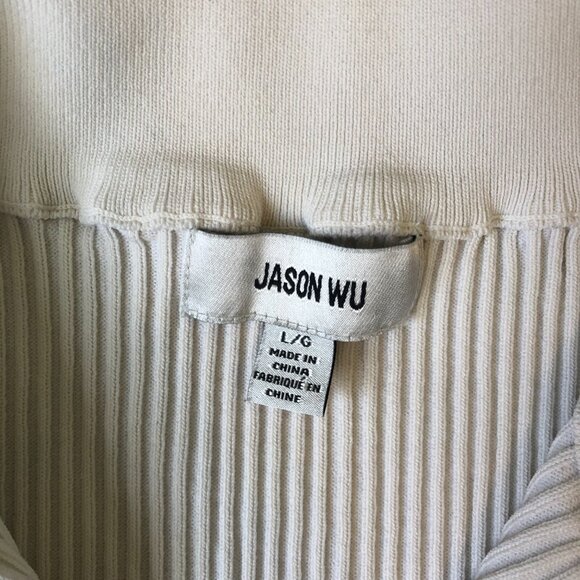 JASON WU
L/G
MADE IN
CHINA
FABRIQUÉ EN
CHINE